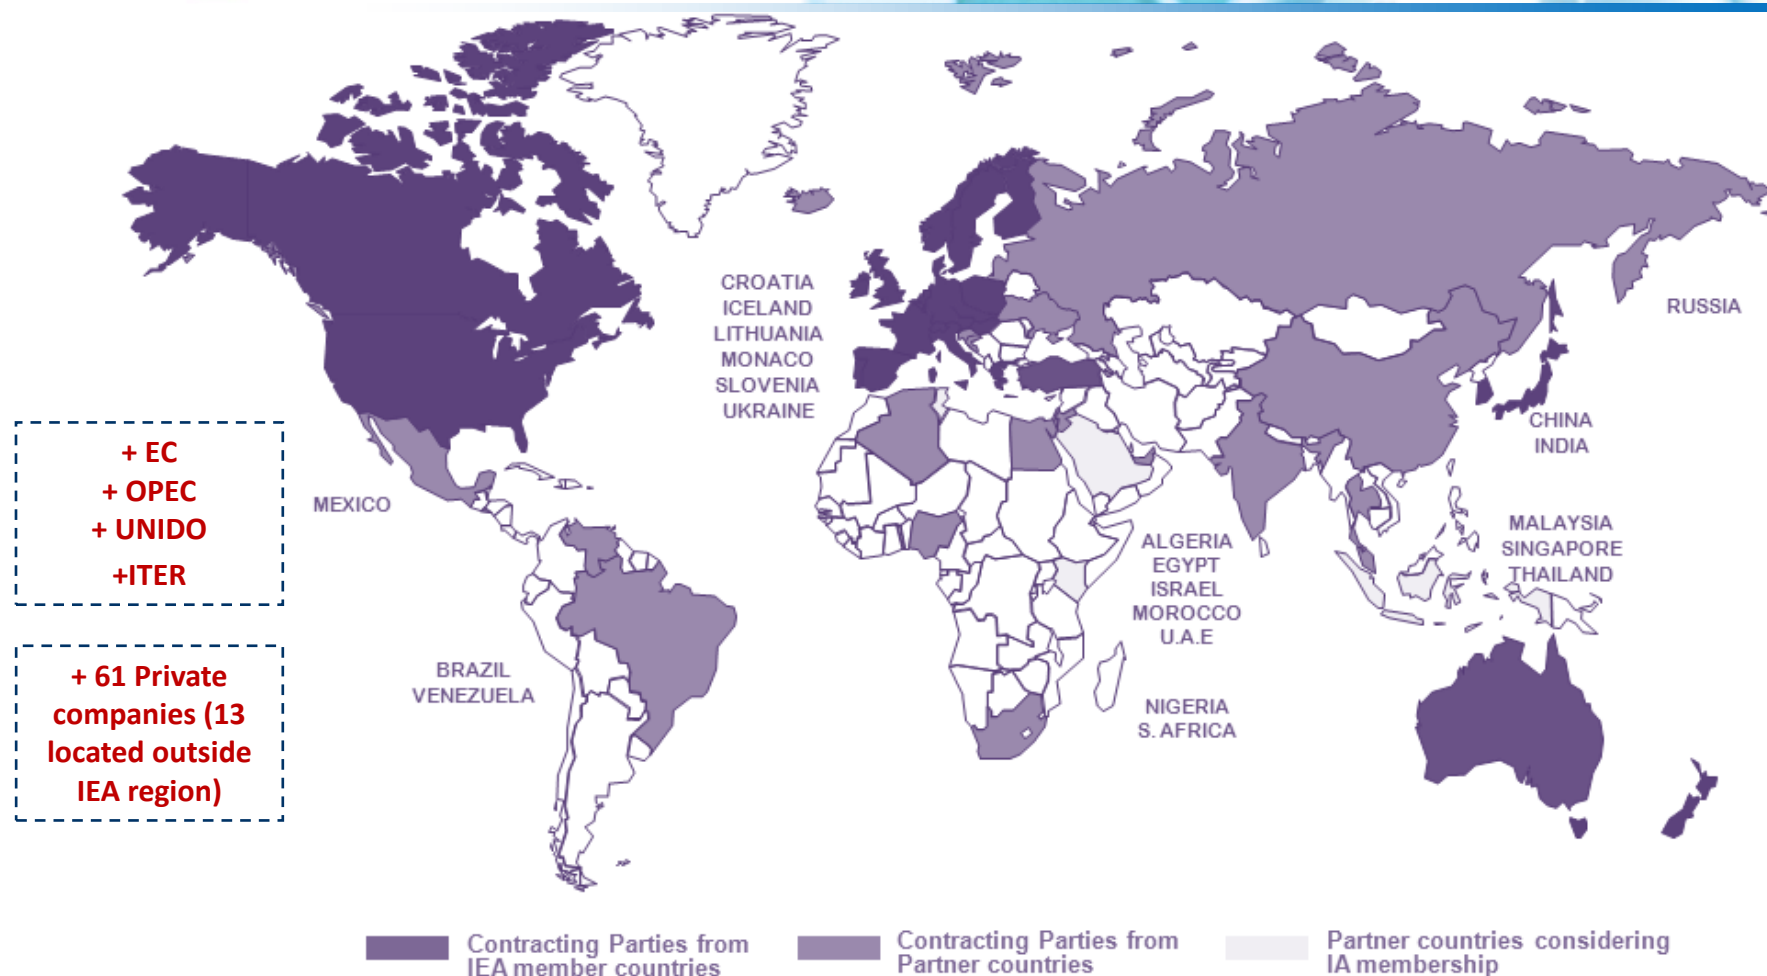 CROATIA
ICELAND
LITHUANIA
MONACO
SLOVENIA
UKRAINE
RUSSIA
+ EC
+ OPEC
+ UNIDO
+ITER
MEXICO
CHINA
INDIA
ALGERIA
EGYPT
ISRAEL
MOROCCO
U.A.E
MALAYSIA
SINGAPORE
THAILAND
+ 61 Private
companies (13
located outside
IEA region)
BRAZIL
VENEZUELA
NIGERIA
S. AFRICA
Contracting Parties from
IEA member countries
Contracting Parties from
Partner countries
Partner countries considering
IA membership